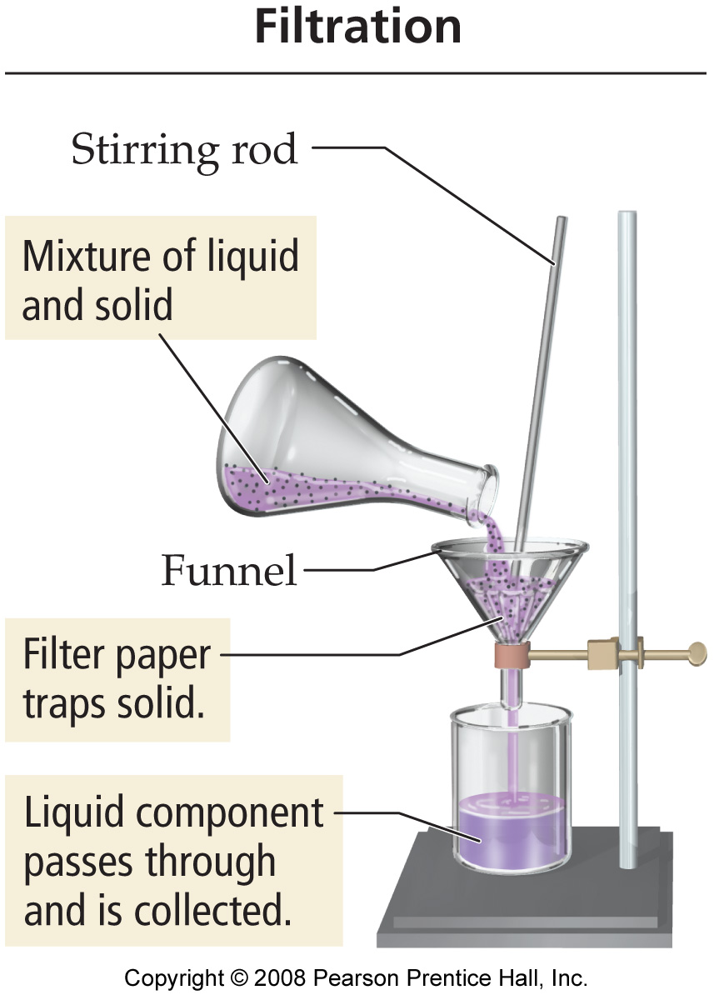 Filtration
Stirring rod
Mixture of liquid
and solid
Funnel
Filter paper
traps solid.
Liquid component
passes through
and is collected.
Copyright © 2008 Pearson Prentice Hall, Inc.